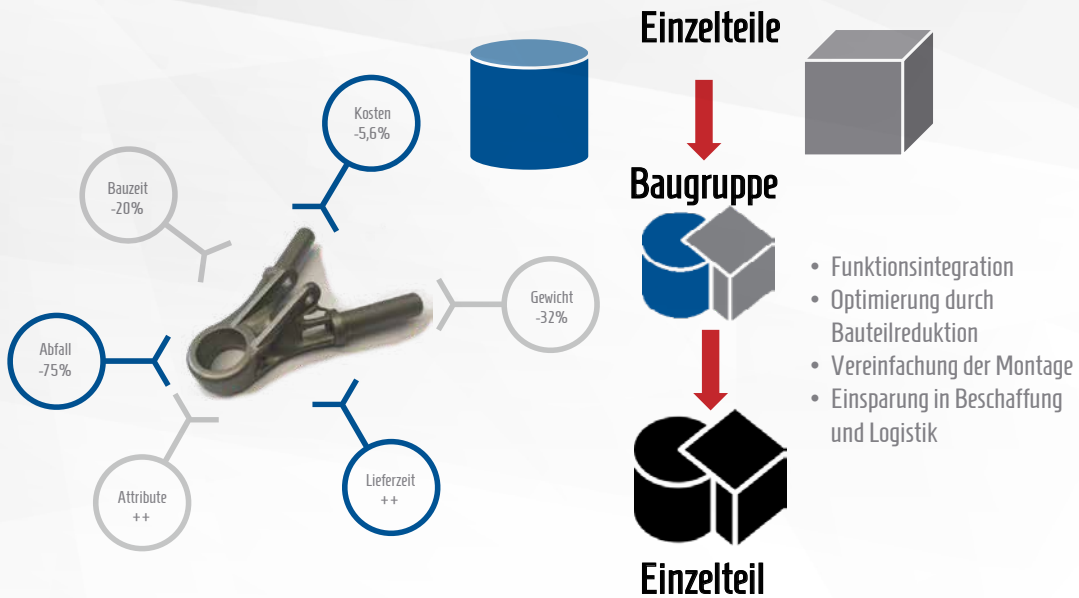 Einzelteile
Kosten
-5,6%
Bauzeit
-20%
Baugruppe
Gewicht
-32%
Abfall
-75%
Attribute
++
Lieferzeit
++
• Funktionsintegration
• Optimierung durch
Bauteilreduktion
• Vereinfachung der Montage
• Einsparung in Beschaffung
und Logistik
Einzelteil